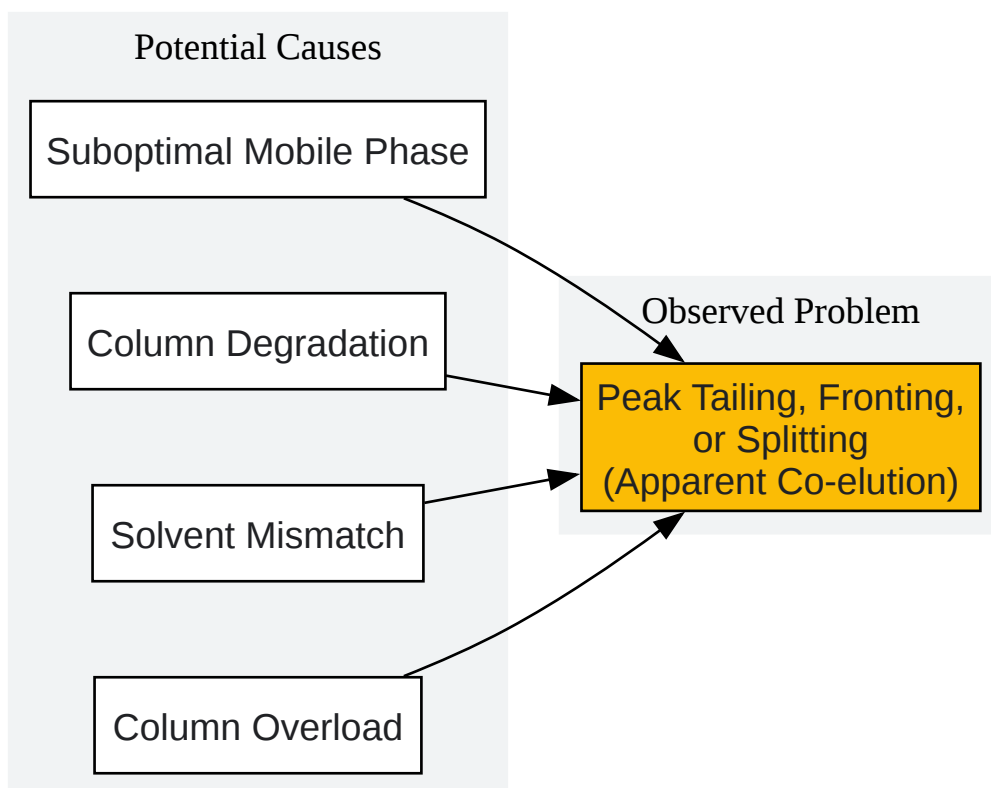 Potential Causes
Suboptimal Mobile Phase
Column Degradation
Solvent Mismatch
Column Overload
Observed Problem
Peak Tailing, Fronting,
or Splitting
(Apparent Co-elution)